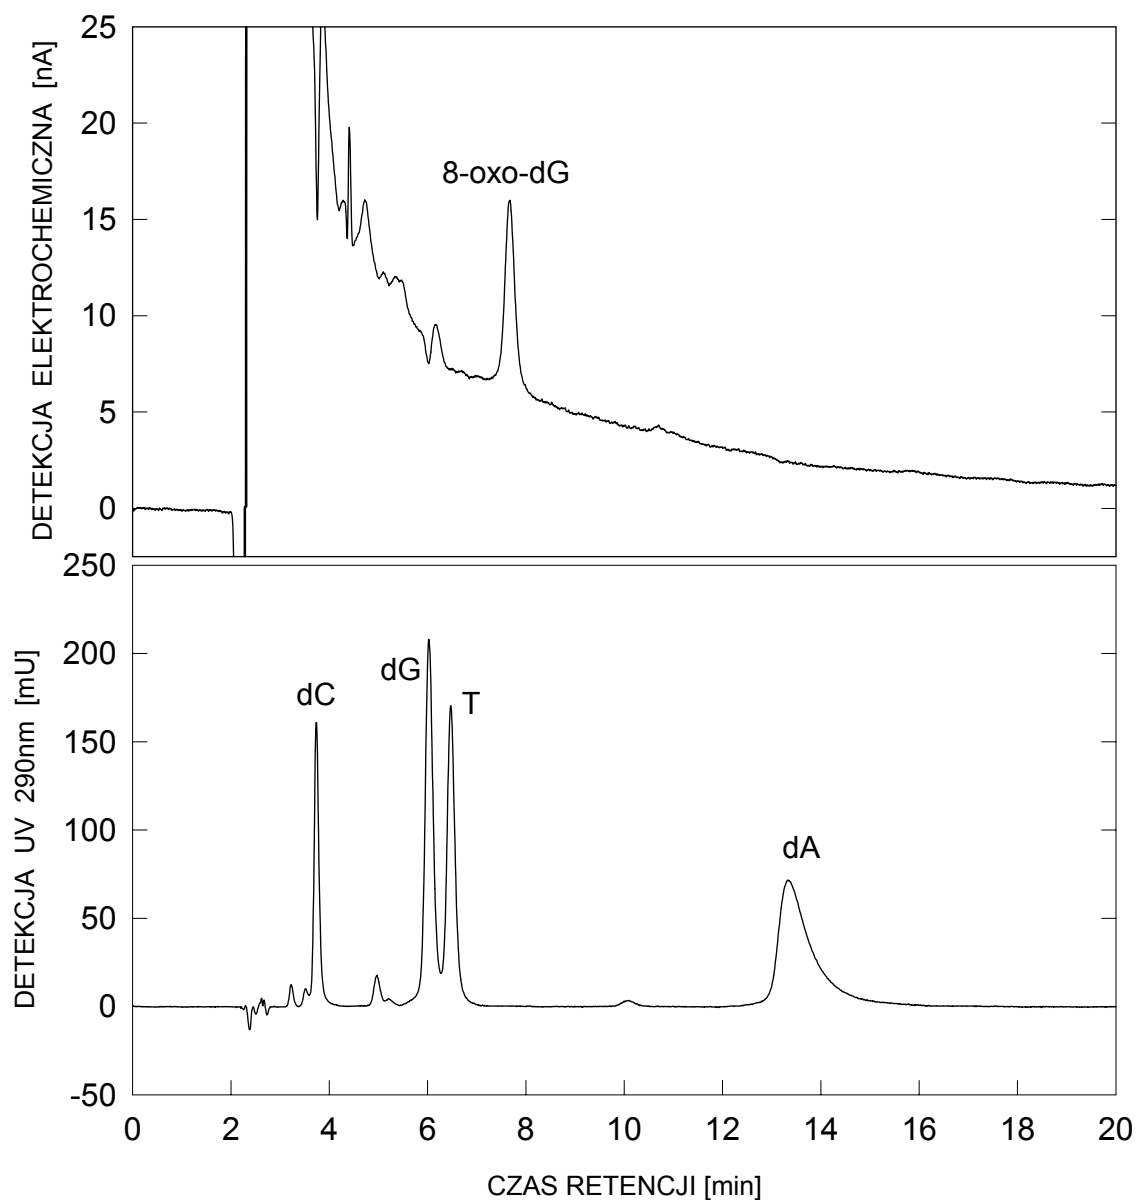 DETEKCJA ELEKTROCHEMICZNA [nA]
25
20
15
10
5
0
8-oxo-dG
DETEKCJA UV 290nm [mU]
250
200
150
100
50
0
-50
dC
dG
T
dA
0 2 4 6 8 10 12 14 16 18 20
CZAS RETENCJI [min]